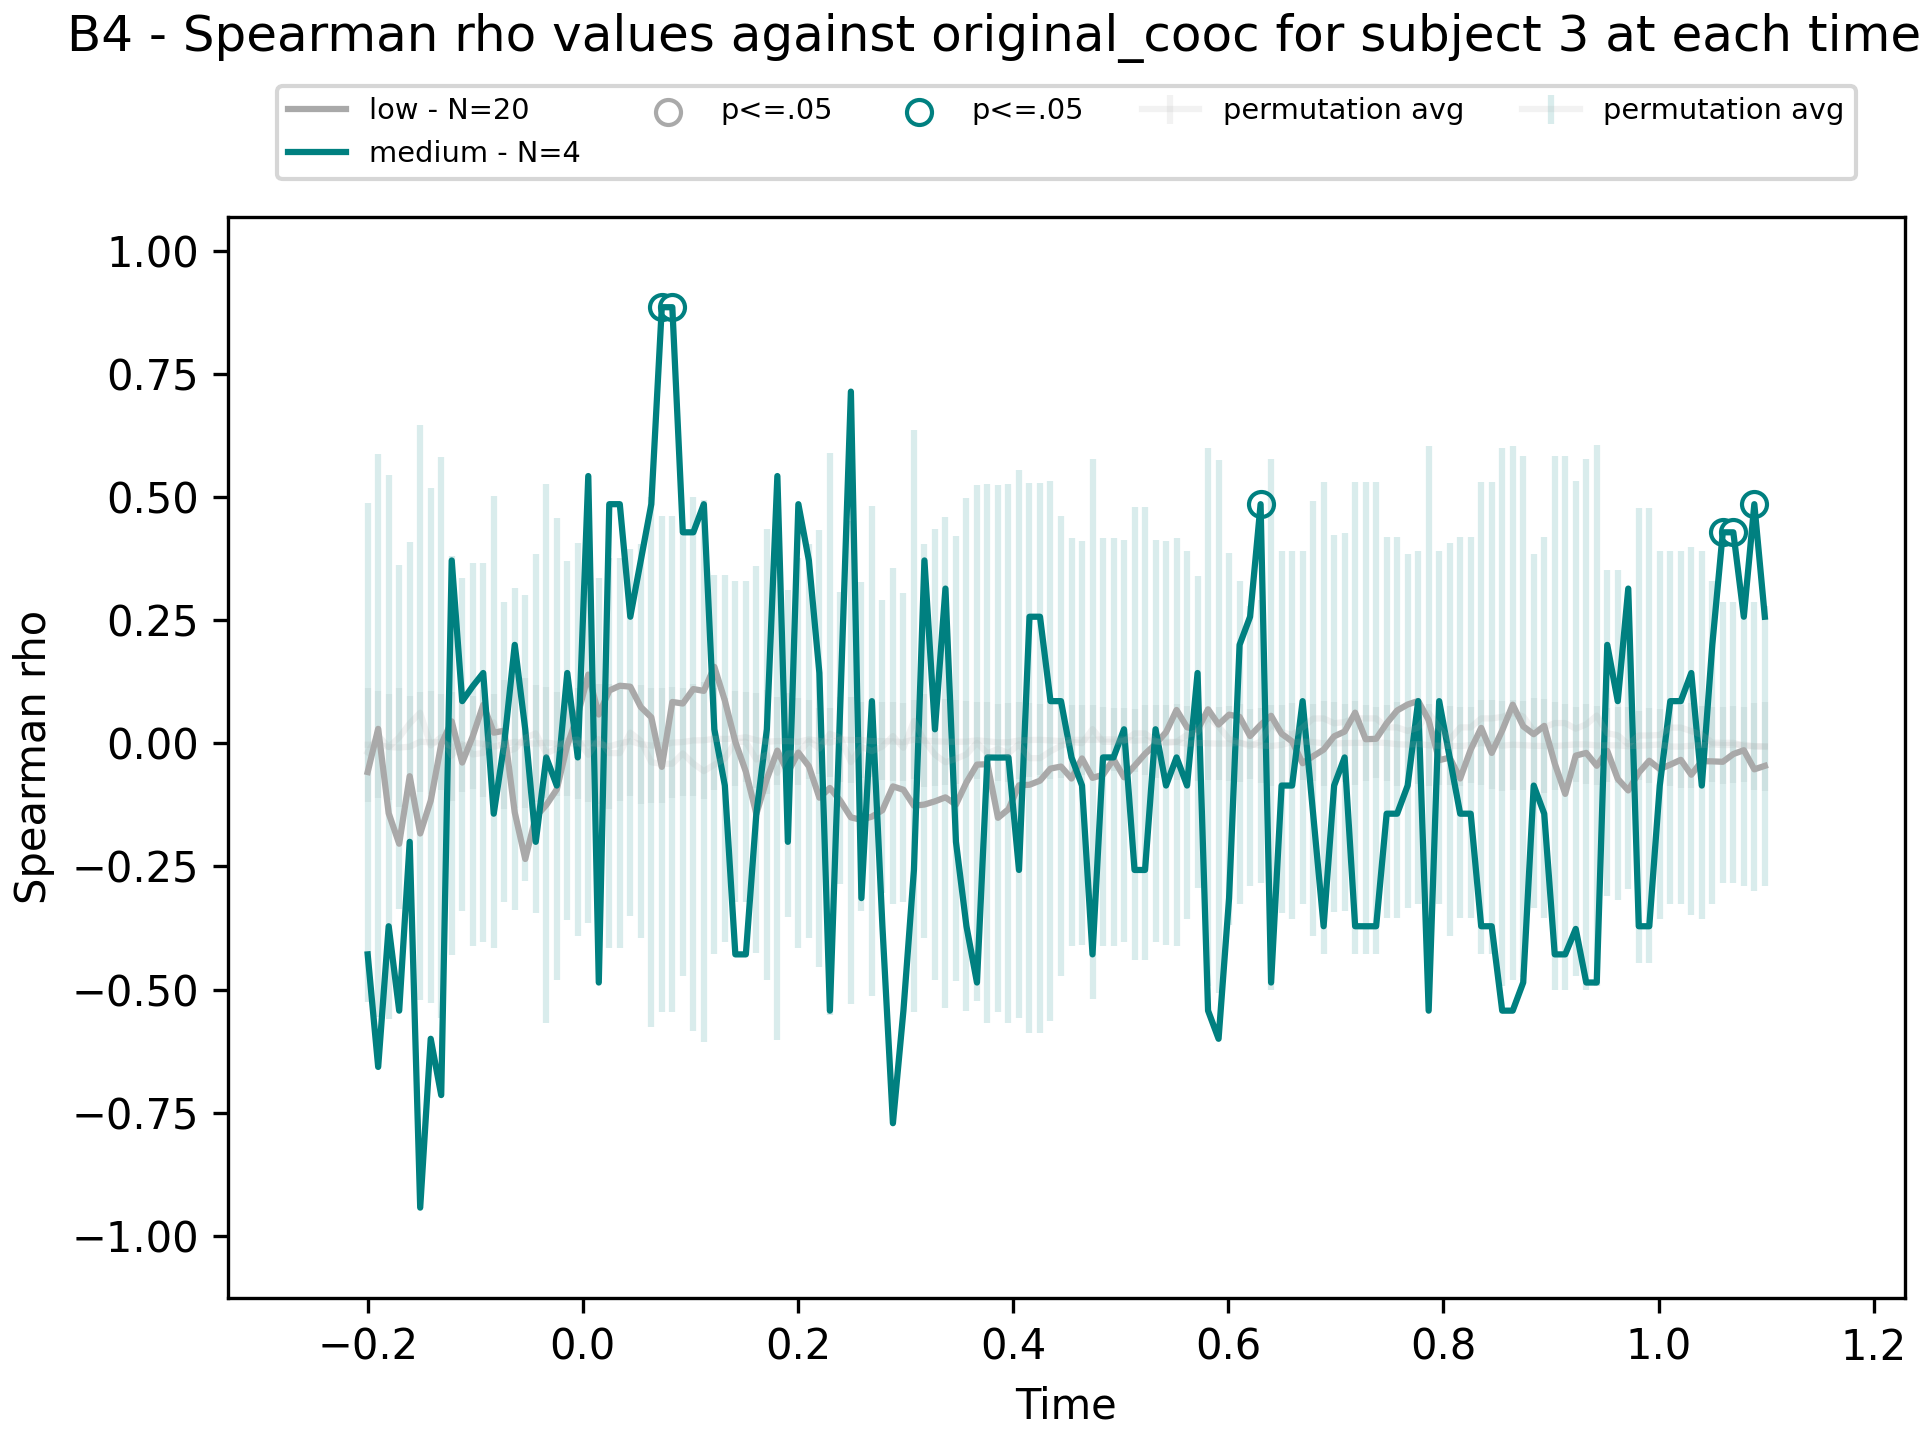 B4 - Spearman rho values against original_cooc for subject 3 at each time
low - N=20
medium - N=4
p<=.05
p<=.05
permutation avg
permutation avg
Spearman rho
1.00
0.75
0.50
0.25
0.00
−0.25
−0.50
−0.75
−1.00
−0.2
0.0
0.2
0.4
0.6
0.8
1.0
1.2
Time